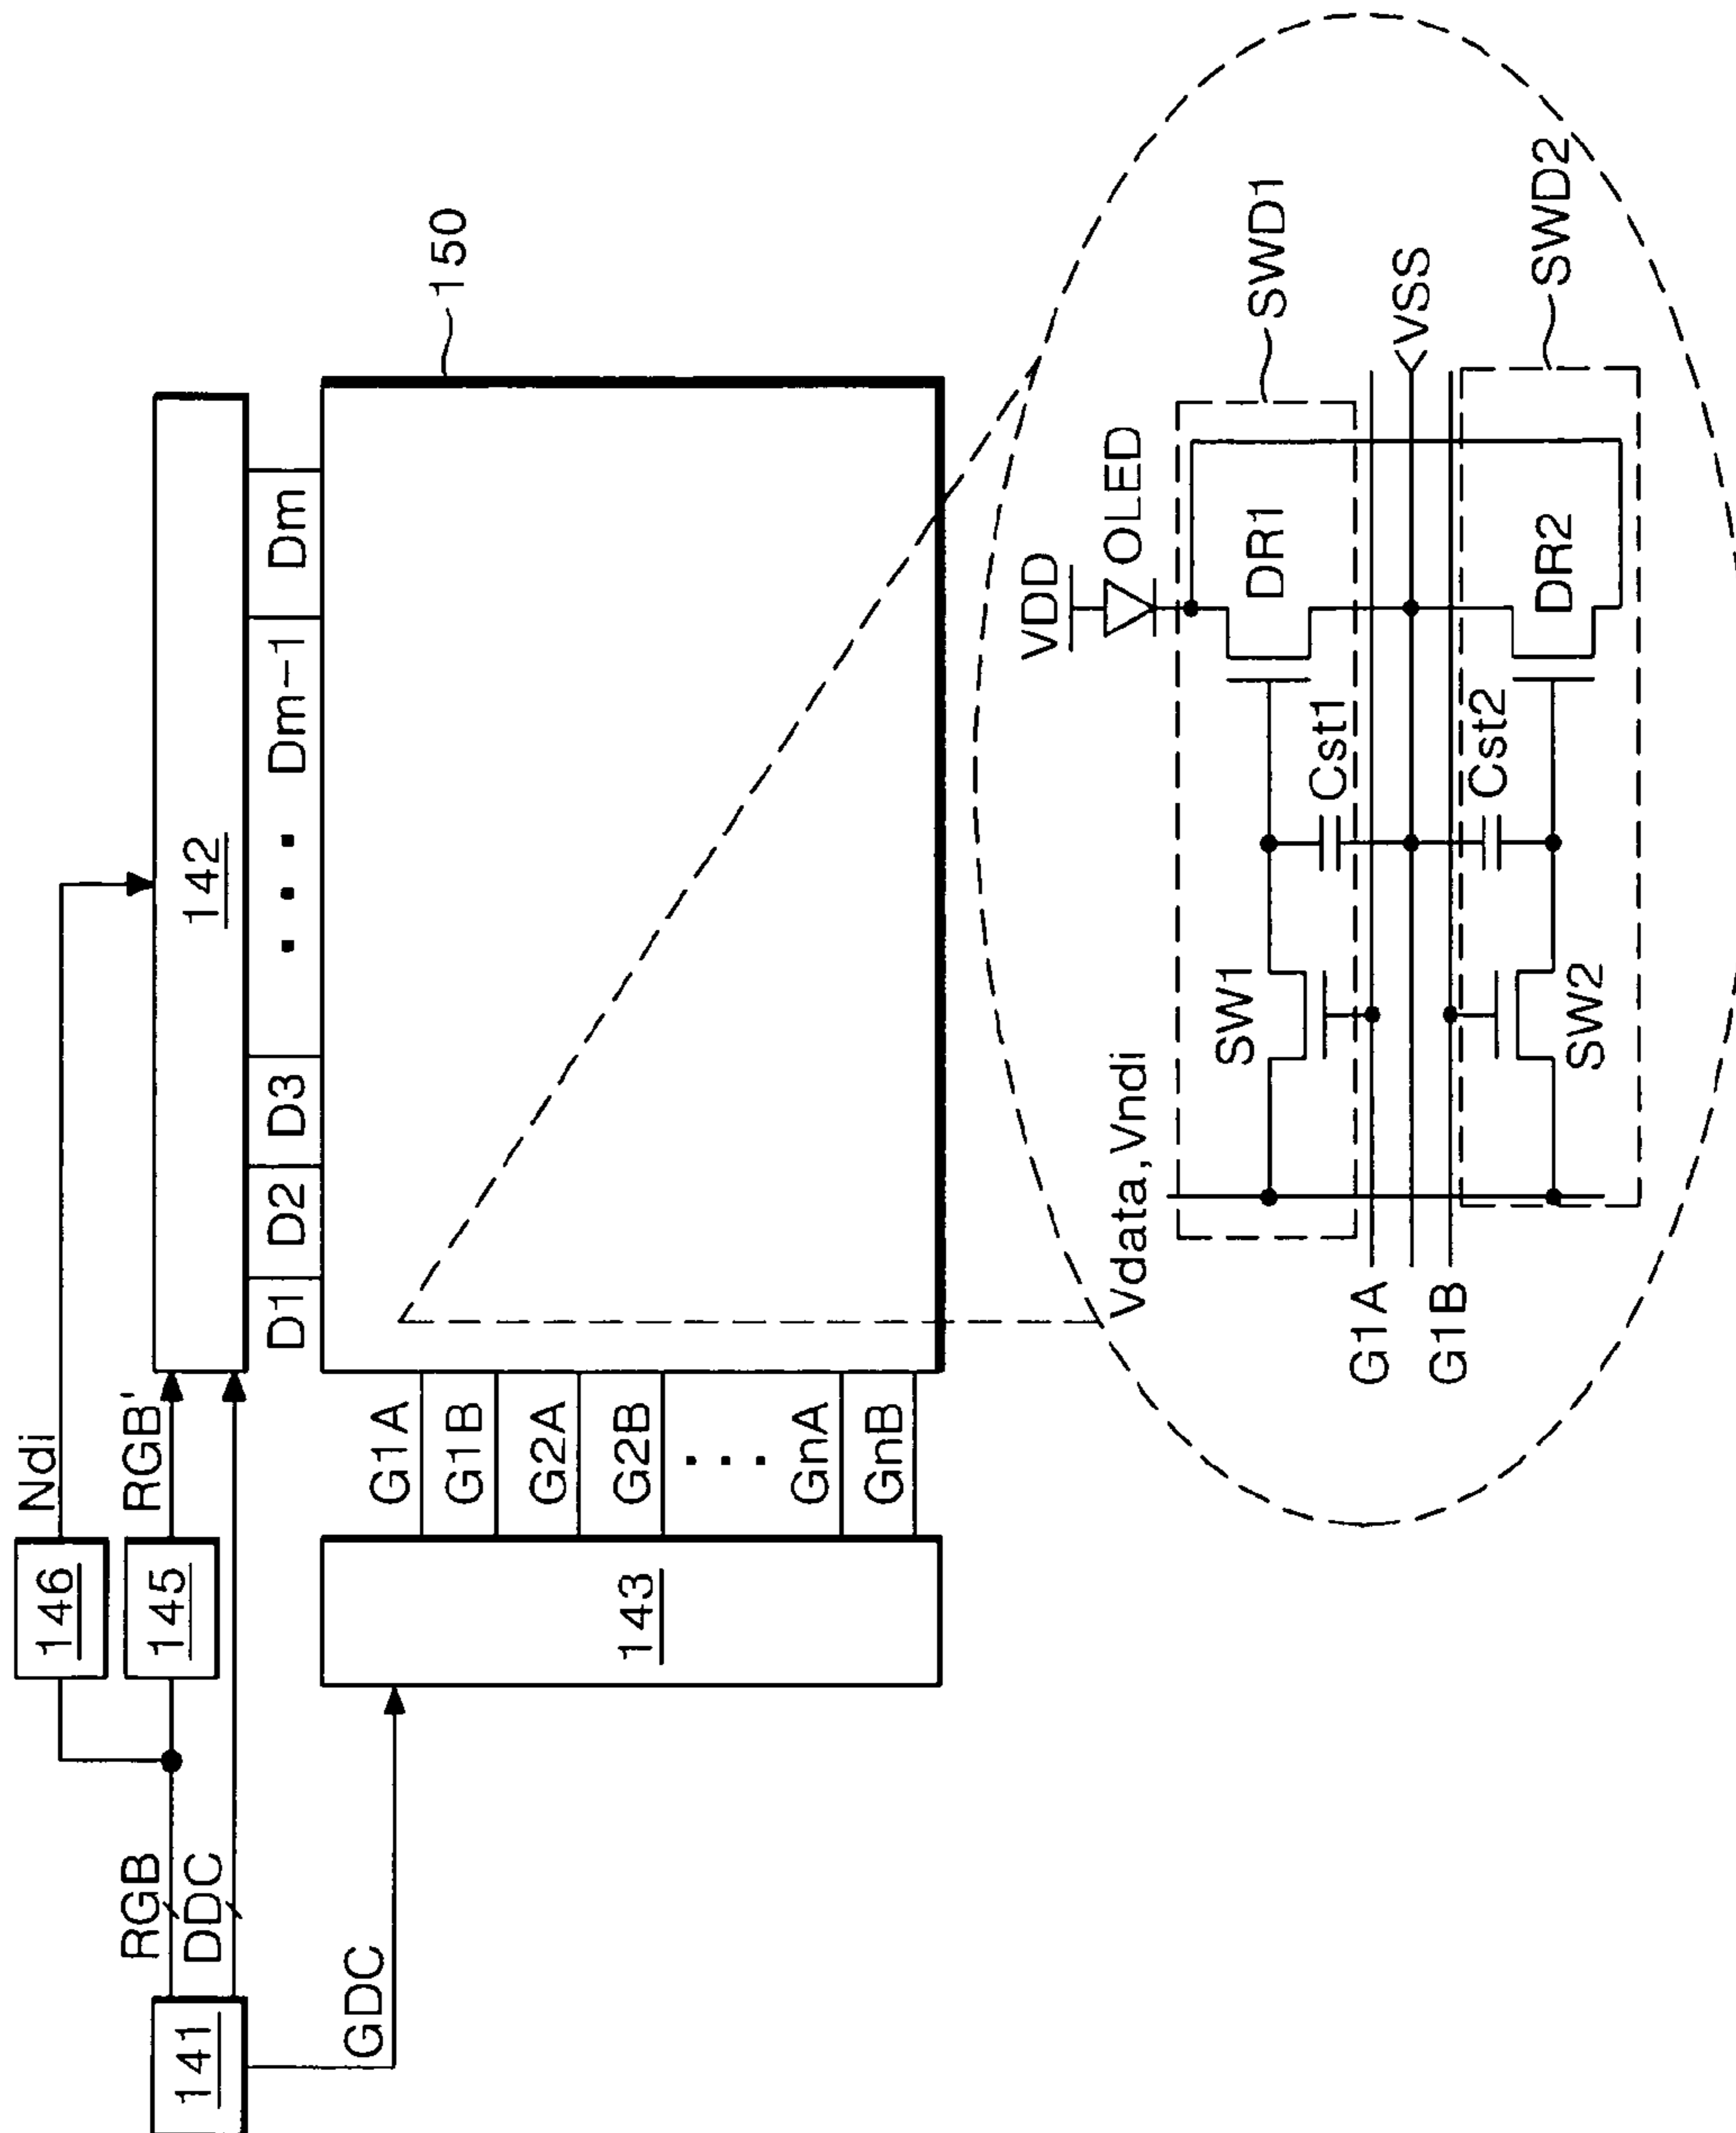 Ndi
146
RGB'
145
RGB
DDC
141
GDC
142
D1
D2
D3
Dm-1
Dm
150
143
G1A
G1B
G2A
G2B
GnA
GnB
VDD
OLED
SWD1
DR1
Cst1
SW1
Vdata,Vndi
G1A
VSS
G1B
SWD2
DR2
Cst2
SW2